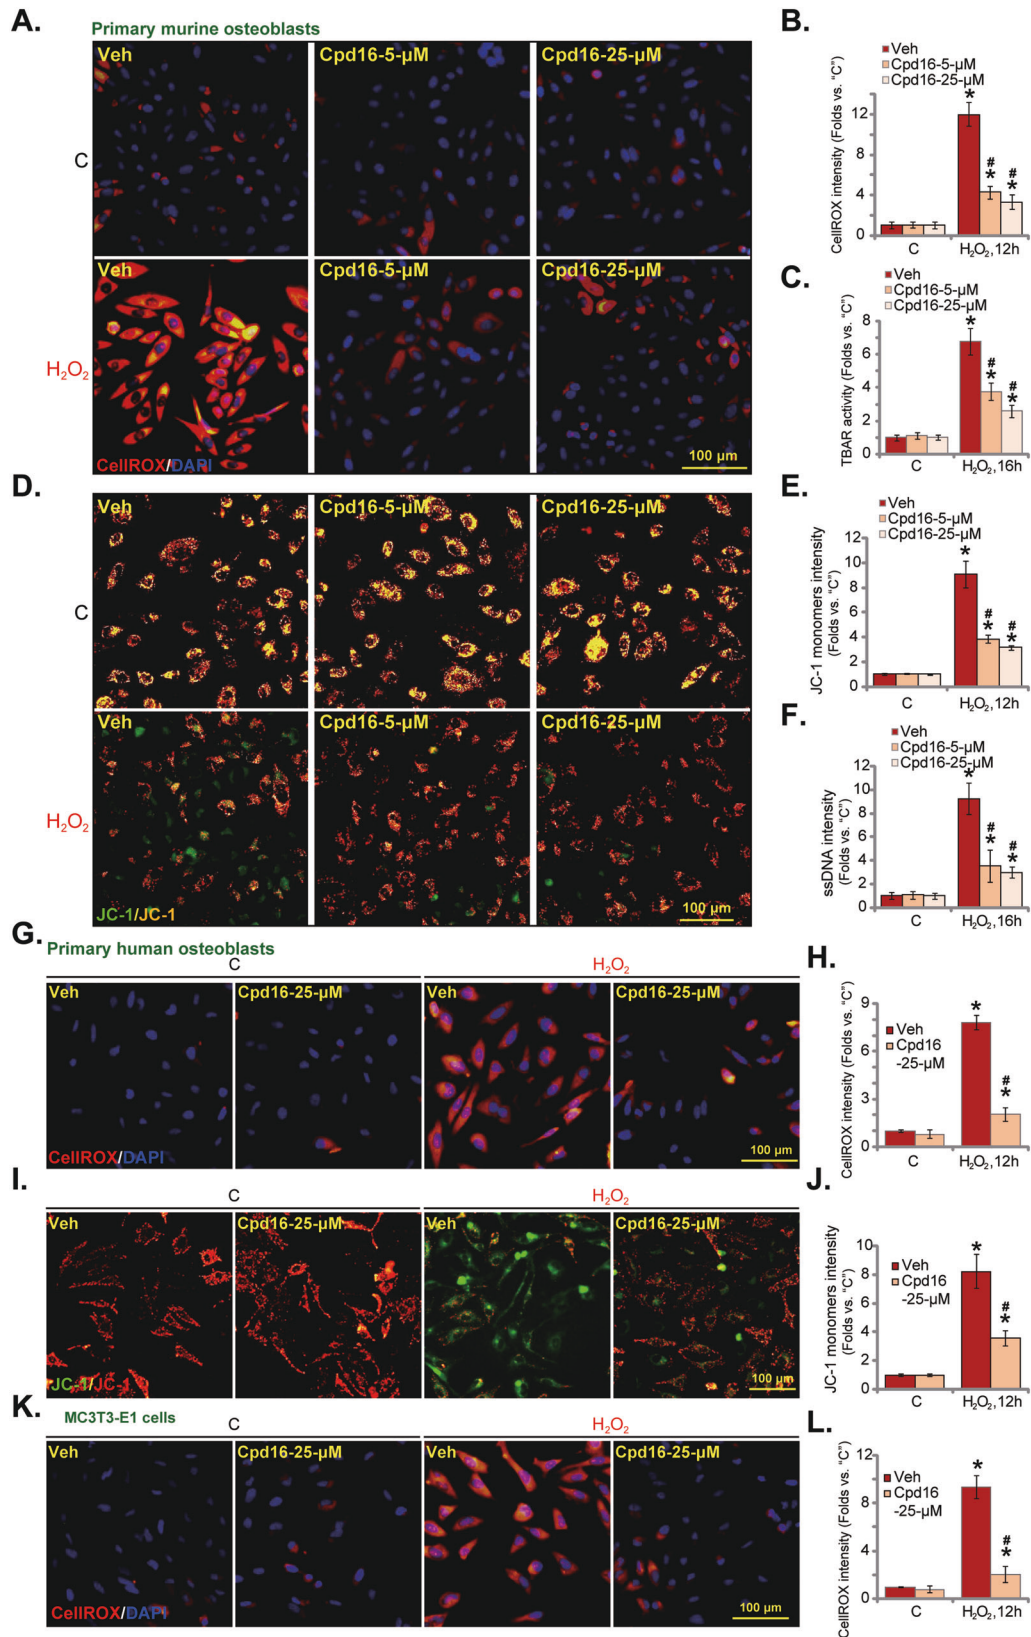 A.
Primary murine osteoblasts
Veh
Cpd16-5-µM
Cpd16-25-µM
C
Veh
Cpd16-5-µM
Cpd16-25-µM
H₂O₂
CellROX/DAPI
100 µm
B.
Veh
Cpd16-5-µM
Cpd16-25-µM
CellROX intensity (Folds vs. “C”)
12
8
4
0
*
#
*
#
*
C
H₂O₂,12h
C.
Veh
Cpd16-5-µM
Cpd16-25-µM
TBAR activity (Folds vs. “C”)
8
6
4
2
0
*
#
*
#
*
C
H₂O₂,16h
D.
Veh
Cpd16-5-µM
Cpd16-25-µM
C
Veh
Cpd16-5-µM
Cpd16-25-µM
H₂O₂
JC-1/JC-1
100 µm
E.
Veh
Cpd16-5-µM
Cpd16-25-µM
JC-1 monomers intensity
(Folds vs. “C”)
12
10
8
6
4
2
0
*
#
*
#
*
C
H₂O₂,12h
F.
Veh
Cpd16-5-µM
Cpd16-25-µM
ssDNA intensity
(Folds vs. “C”)
12
10
8
6
4
2
0
*
#
*
#
*
C
H₂O₂,16h
G.
Primary human osteoblasts
C
H₂O₂
Veh
Cpd16-25-µM
Veh
Cpd16-25-µM
CellROX/DAPI
100 µm
H.
CellROX intensity (Folds vs. “C”)
9
6
3
0
Veh
Cpd16
-25-µM
*
#
*
C
H₂O₂,12h
I.
C
H₂O₂
Veh
Cpd16-25-µM
Veh
Cpd16-25-µM
JC-1/JC-
100 µm
J.
JC-1 monomers intensity
(Folds vs. “C”)
10
8
6
4
2
0
Veh
Cpd16
-25-µM
*
#
*
C
H₂O₂,12h
K.
MC3T3-E1 cells
C
H₂O₂
Veh
Cpd16-25-µM
Veh
Cpd16-25-µM
CellROX/DAPI
100 µm
L.
CellROX intensity (Folds vs. “C”)
12
8
4
0
Veh
Cpd16
-25-µM
*
#
*
C
H₂O₂,12h